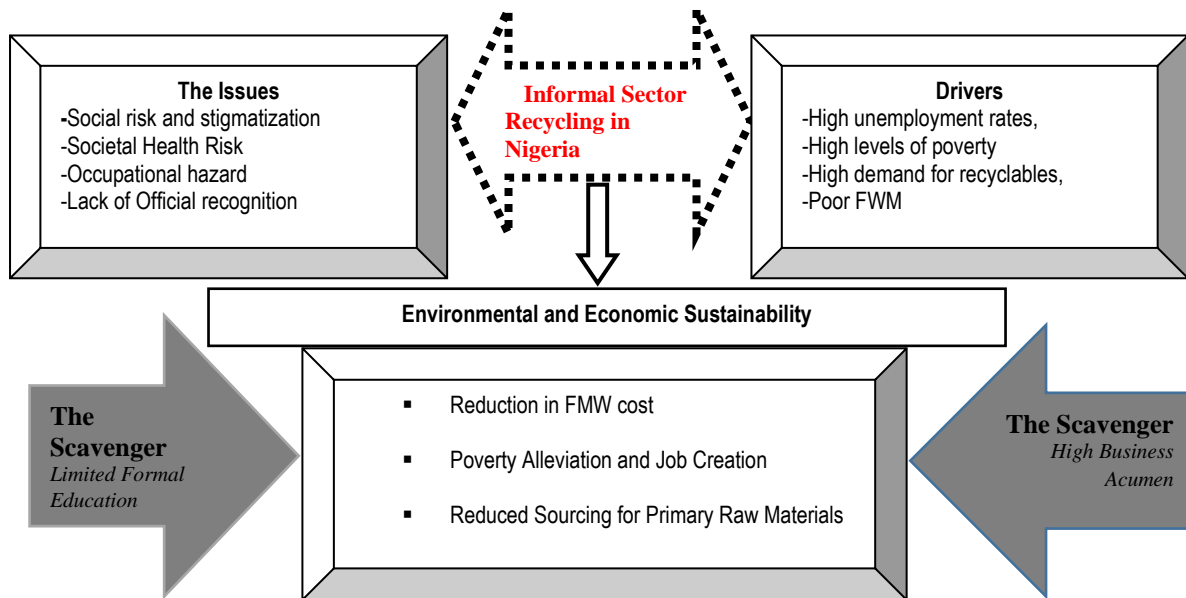 The Issues
-Social risk and stigmatization
-Societal Health Risk
-Occupational hazard
-Lack of Official recognition
Informal Sector
Recycling in
Nigeria
Drivers
-High unemployment rates,
-High levels of poverty
-High demand for recyclables,
-Poor FWM
Environmental and Economic Sustainability
The
Scavenger
Limited Formal
Education
▪ Reduction in FMW cost
▪ Poverty Alleviation and Job Creation
▪ Reduced Sourcing for Primary Raw Materials
The Scavenger
High Business
Acumen